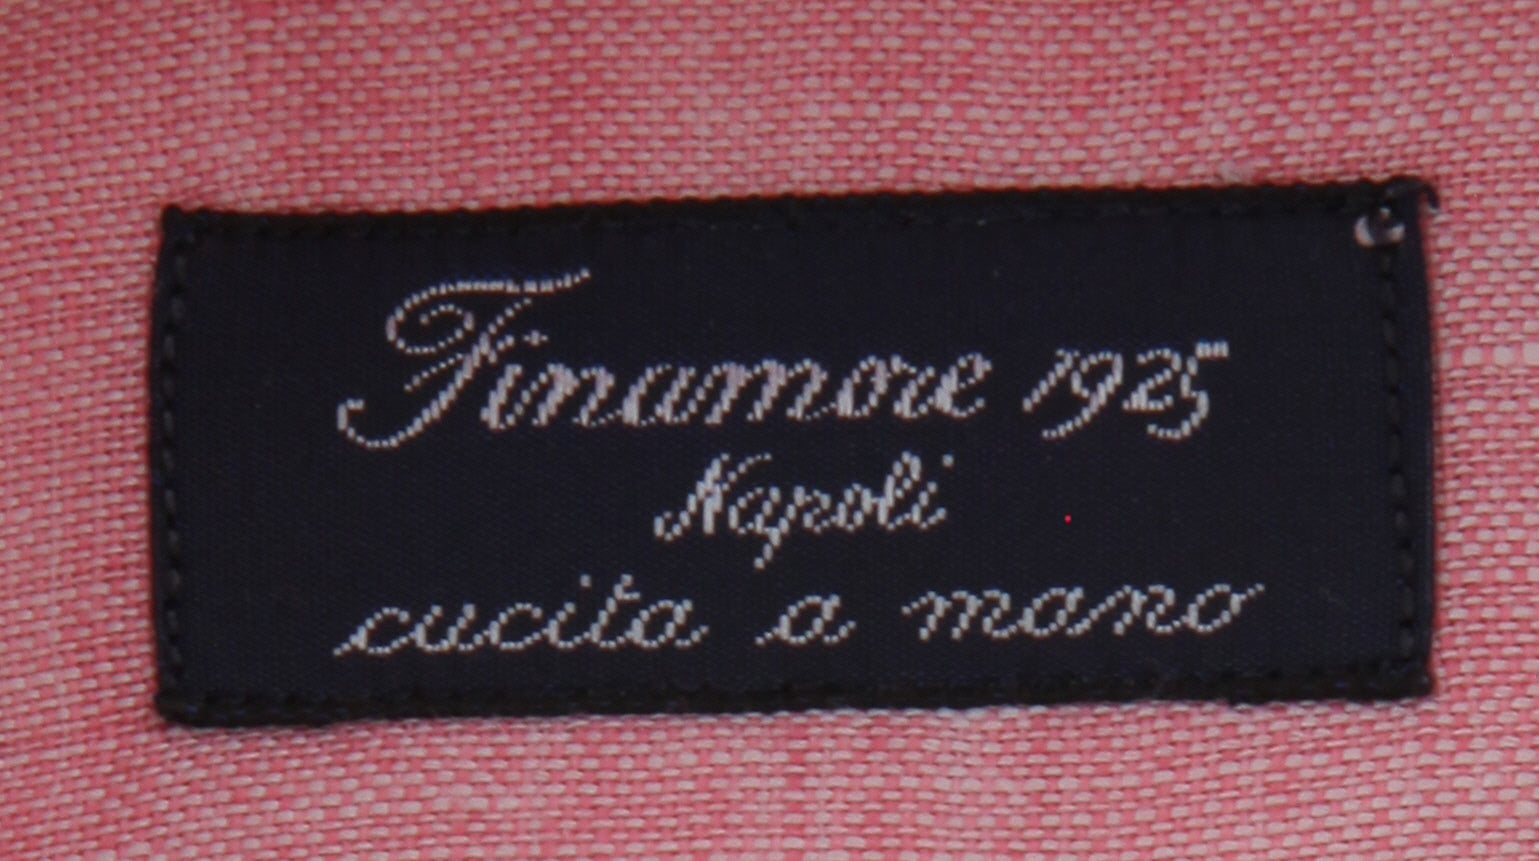 Finamore 1925
Napoli
cucita a mano